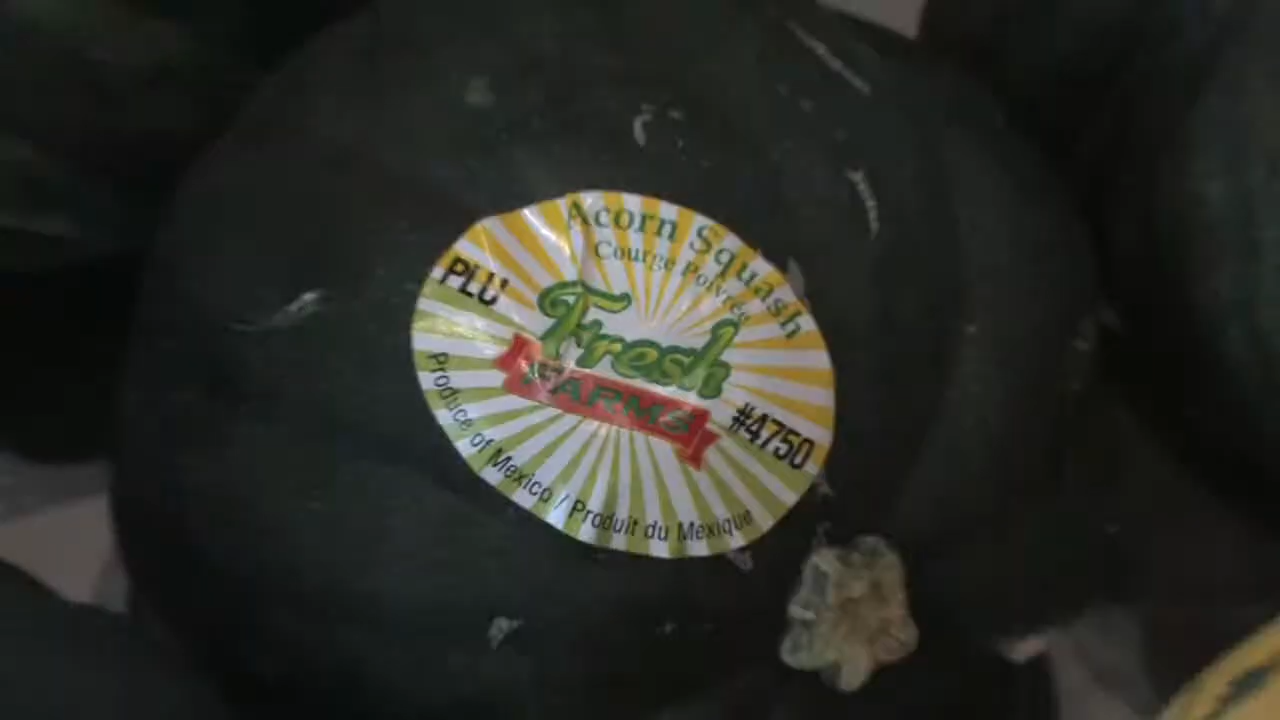 Acorn Squash
Courge Poivrée
PLU
Fresh
FARMS
#4750
Produce of Mexico / Produit du Mexique